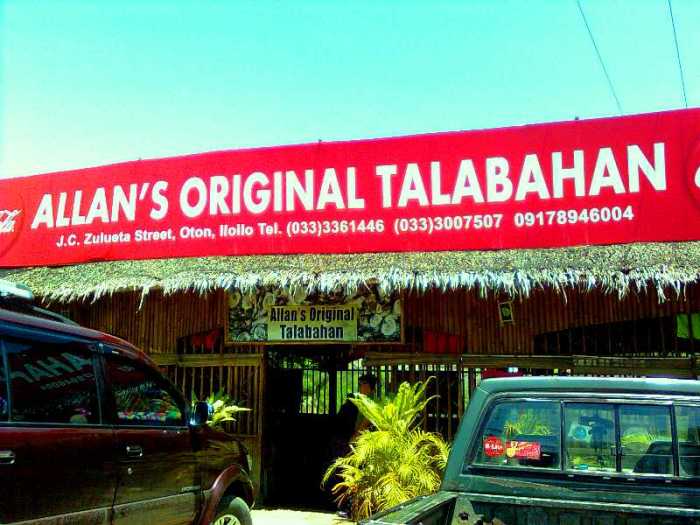 ALLAN'S ORIGINAL TALABAHAN
J.C. Zulueta Street, Oton, Iloilo Tel. (033)3361446 (033)3007507 09178946004
Allan's Original
Talabahan